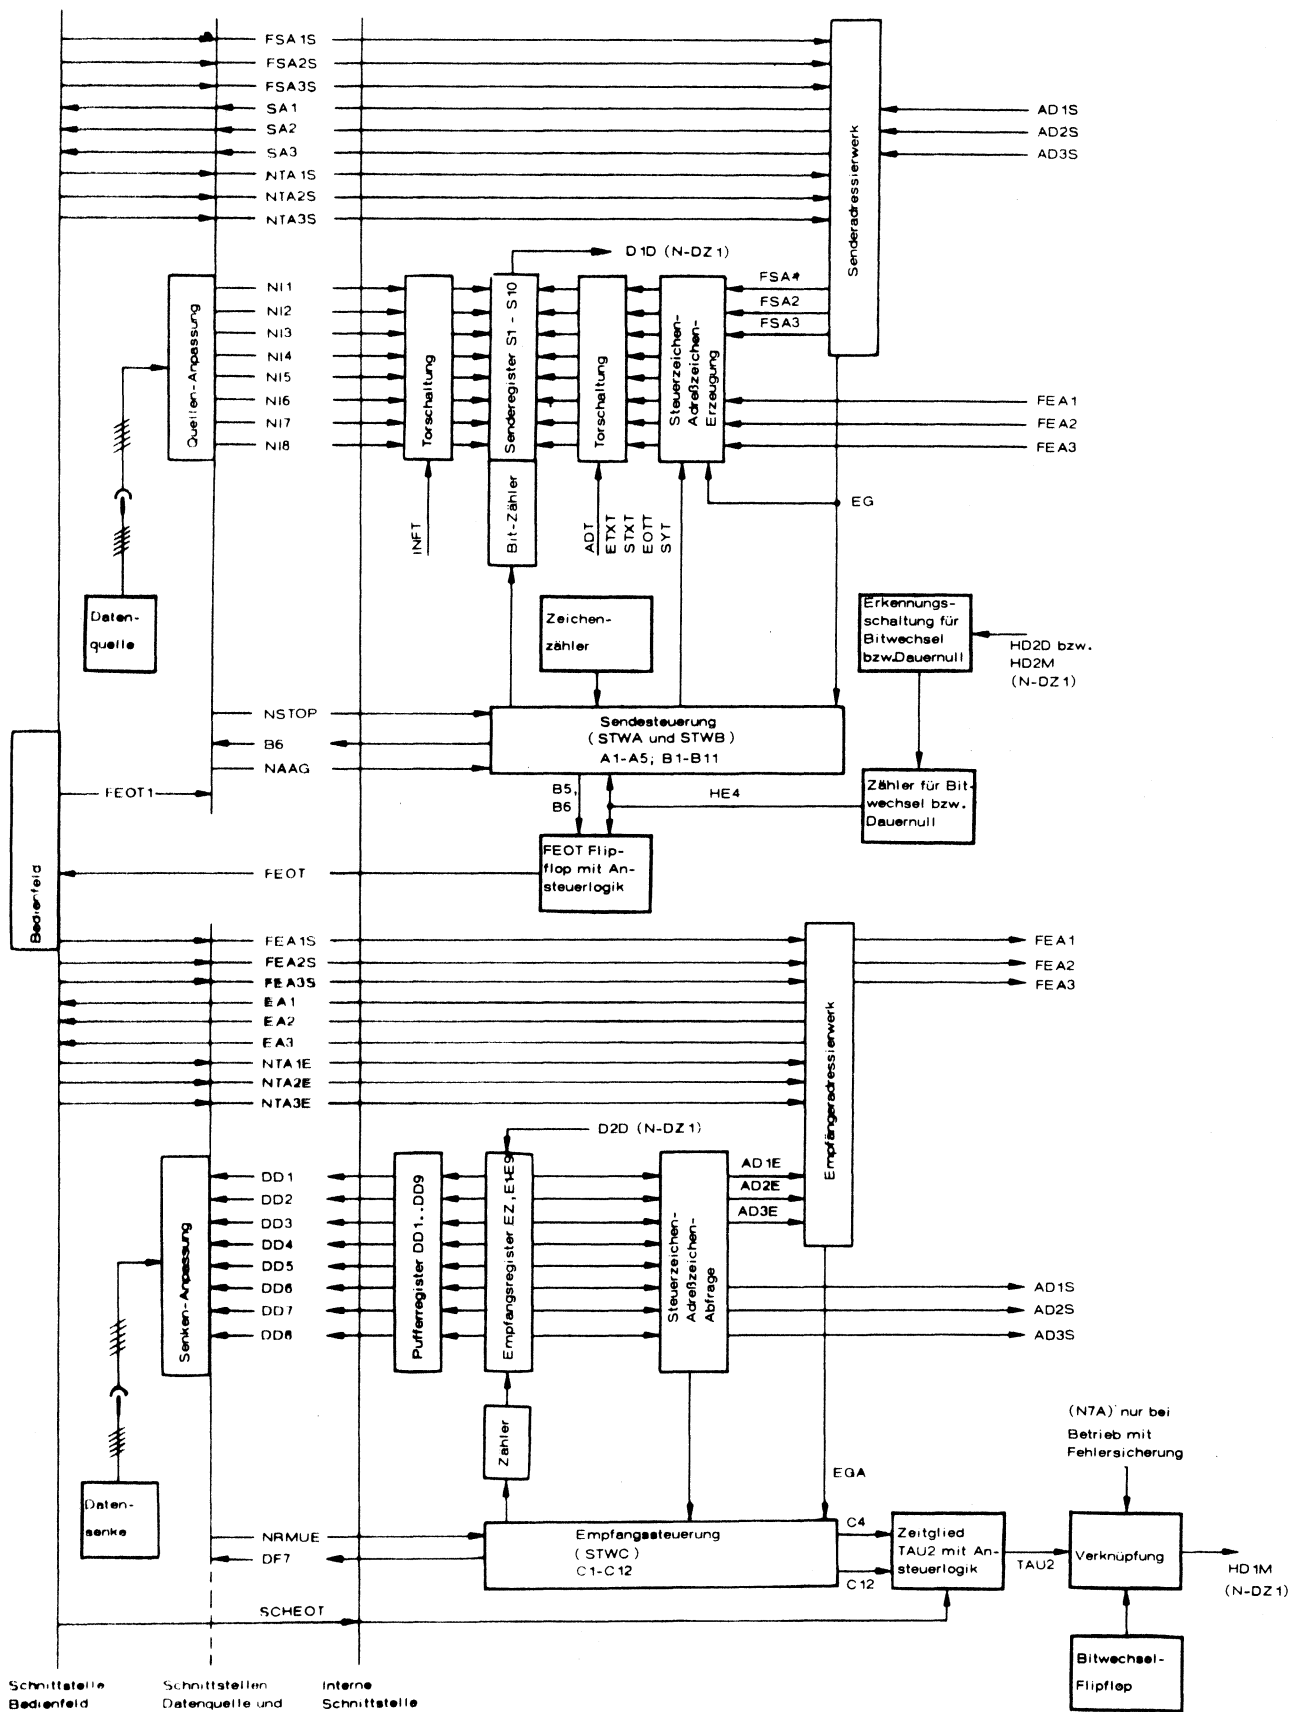 FSA1S
FSA2S
FSA3S
SA1
SA2
SA3
NTA1S
NTA2S
NTA3S
Senderadressierwerk
AD1S
AD2S
AD3S
D1D (N-DZ1)
Quellen-Anpassung
NI1
NI2
NI3
NI4
NI5
NI6
NI7
NI8
Torschaltung
Senderegister S1 - S10
Torschaltung
Steuerzeichen-
Adreßzeichen-
Erzeugung
FSA1
FSA2
FSA3
FEA1
FEA2
FEA3
EG
INFT
Bit-Zähler
ADT
ETXT
STXT
EOTT
SYT
Daten-
quelle
Zeichen-
zähler
Erkennungs-
schaltung für
Bitwechsel
bzw.Dauernull
HD2D bzw.
HD2M
(N-DZ1)
NSTOP
B6
NAAG
FEOT1
Sendesteuerung
(STWA und STWB)
A1-A5; B1-B11
B5,
B6
HE4
Zähler für Bit-
wechsel bzw.
Dauernull
FEOT Flip-
flop mit An-
steuerlogik
FEOT
Bedienfeld
FEA1S
FEA2S
FEA3S
EA1
EA2
EA3
NTA1E
NTA2E
NTA3E
Empfängeradressierwerk
FEA1
FEA2
FEA3
D2D (N-DZ1)
Senken-Anpassung
DD1
DD2
DD3
DD4
DD5
DD6
DD7
DD8
Pufferregister DD1..DD9
Empfangsregister EZ, E1-E9
Steuerzeichen-
Adreßzeichen-
Abfrage
AD1E
AD2E
AD3E
AD1S
AD2S
AD3S
Zähler
EGA
(N7A) nur bei
Betrieb mit
Fehlersicherung
Daten-
senke
NRMUE
DF7
Empfangssteuerung
(STWC)
C1-C12
C4
C12
Zeitglied
TAU2 mit An-
steuerlogik
TAU2
Verknüpfung
HD1M
(N-DZ1)
SCHEOT
Bitwechsel-
Flipflop
Schnittstelle
Bedienfeld
Schnittstellen
Datenquelle und
Interne
Schnittstelle